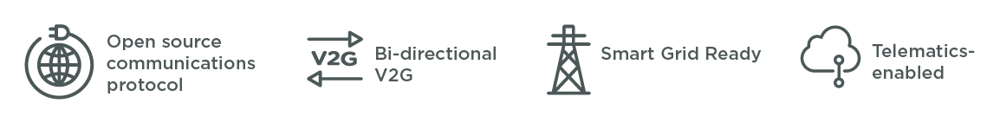 Open source
communications
protocol
V2G
Bi-directional
V2G
Smart Grid Ready
Telematics-
enabled